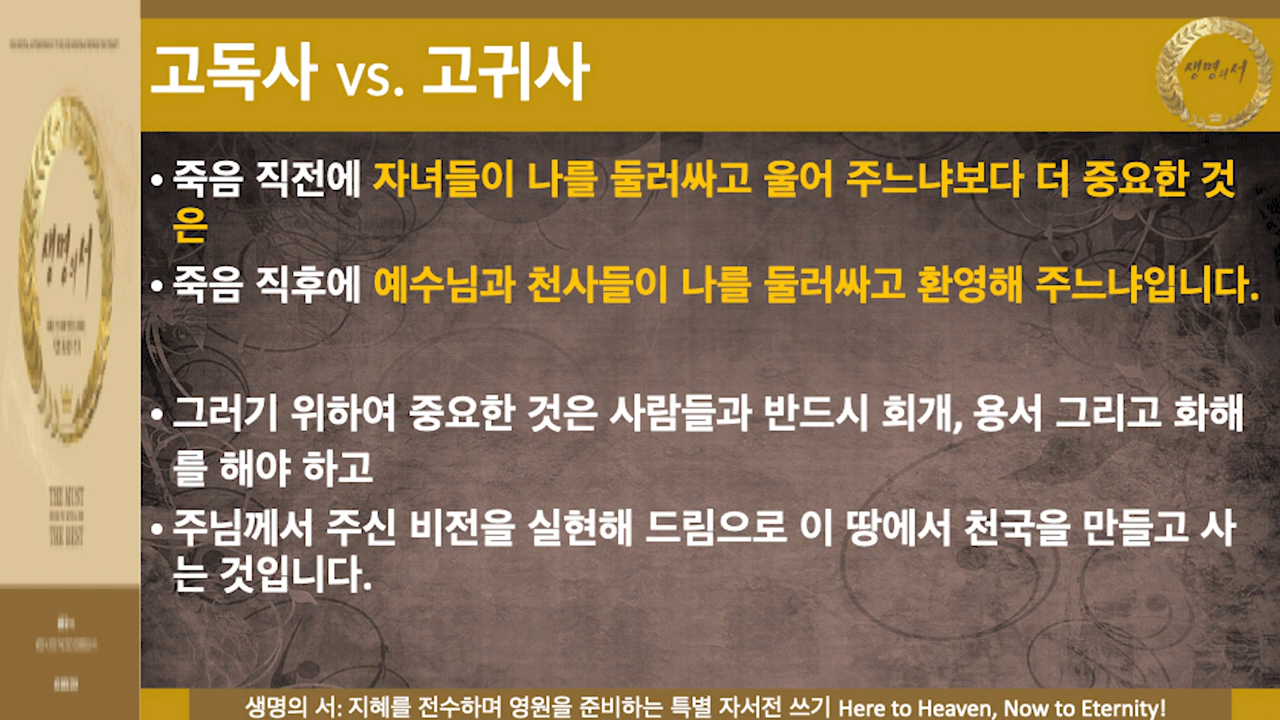 고독사 vs. 고귀사
생명의서
• 죽음 직전에 자녀들이 나를 둘러싸고 울어 주느냐보다 더 중요한 것
은
• 죽음 직후에 예수님과 천사들이 나를 둘러싸고 환영해 주느냐입니다.
• 그러기 위하여 중요한 것은 사람들과 반드시 회개, 용서 그리고 화해
를 해야 하고
• 주님께서 주신 비전을 실현해 드림으로 이 땅에서 천국을 만들고 사
는 것입니다.
생명의 서: 지혜를 전수하며 영원을 준비하는 특별 자서전 쓰기 Here to Heaven, Now to Eternity!
생명의서
THE MUST
THE BEST